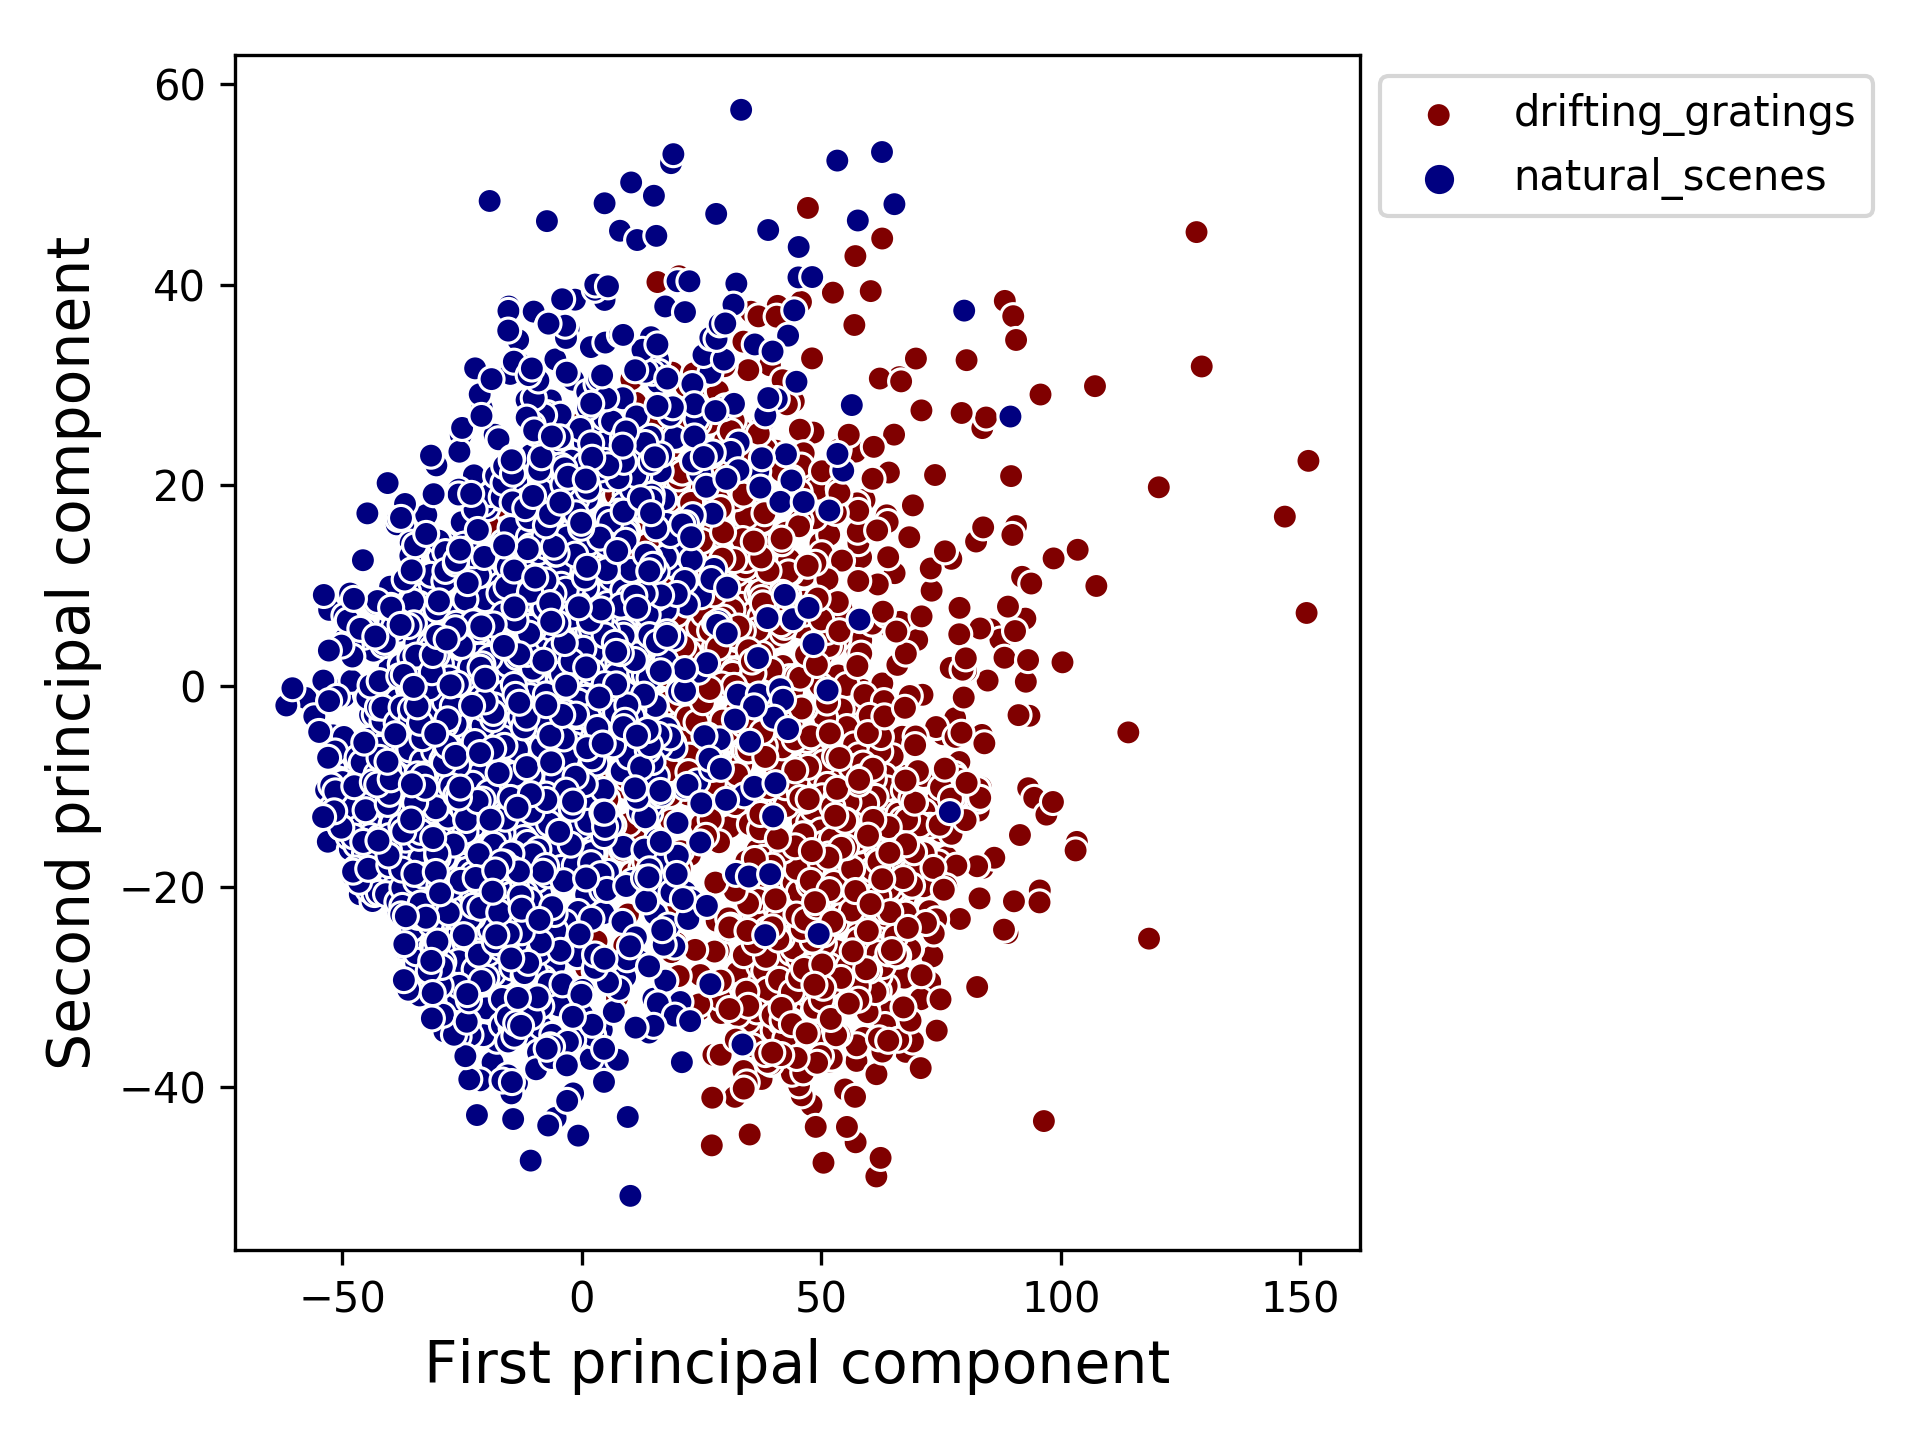 60
40
20
0
−20
−40
−50
0
50
100
150
First principal component
Second principal component
drifting_gratings
natural_scenes